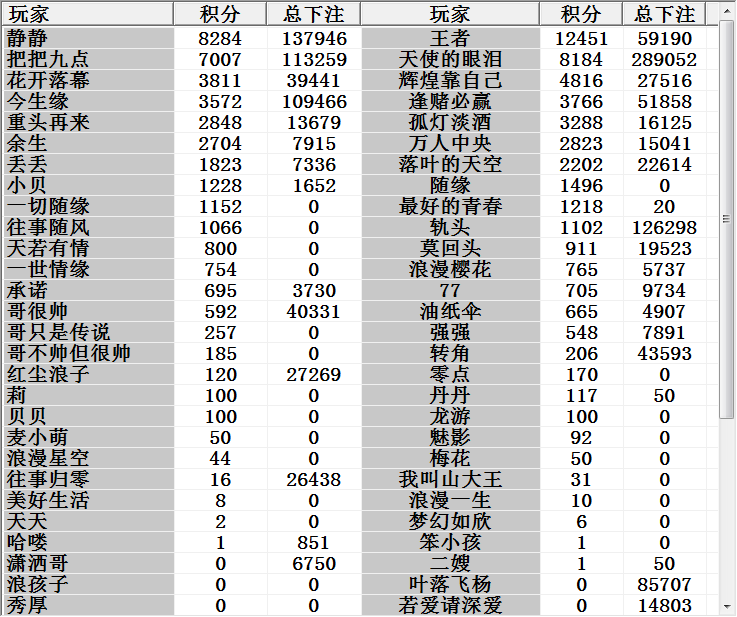 玩家 积分 总下注 玩家 积分 总下注
静静 8284 137946 王者 12451 59190
把把九点 7007 113259 天使的眼泪 8184 289052
花开落幕 3811 39441 辉煌靠自己 4816 27516
今生缘 3572 109466 逢赌必赢 3766 51858
重头再来 2848 13679 孤灯淡酒 3288 16125
余生 2704 7915 万人中央 2823 15041
丢丢 1823 7336 落叶的天空 2202 22614
小贝 1228 1652 随缘 1496 0
一切随缘 1152 0 最好的青春 1218 20
往事随风 1066 0 轨头 1102 126298
天若有情 800 0 莫回头 911 19523
一世情缘 754 0 浪漫樱花 765 5737
承诺 695 3730 77 705 9734
哥很帅 592 40331 油纸伞 665 4907
哥只是传说 257 0 强强 548 7891
哥不帅但很帅 185 0 转角 206 43593
红尘浪子 120 27269 零点 170 0
莉 100 0 丹丹 117 50
贝贝 100 0 龙游 100 0
麦小萌 50 0 魅影 92 0
浪漫星空 44 0 梅花 50 0
往事归零 16 26438 我叫山大王 31 0
美好生活 8 0 浪漫一生 10 0
天天 2 0 梦幻如欣 6 0
哈喽 1 851 笨小孩 1 0
潇洒哥 0 6750 二嫂 1 50
浪孩子 0 0 叶落飞杨 0 85707
秀厚 0 0 若爱请深爱 0 14803